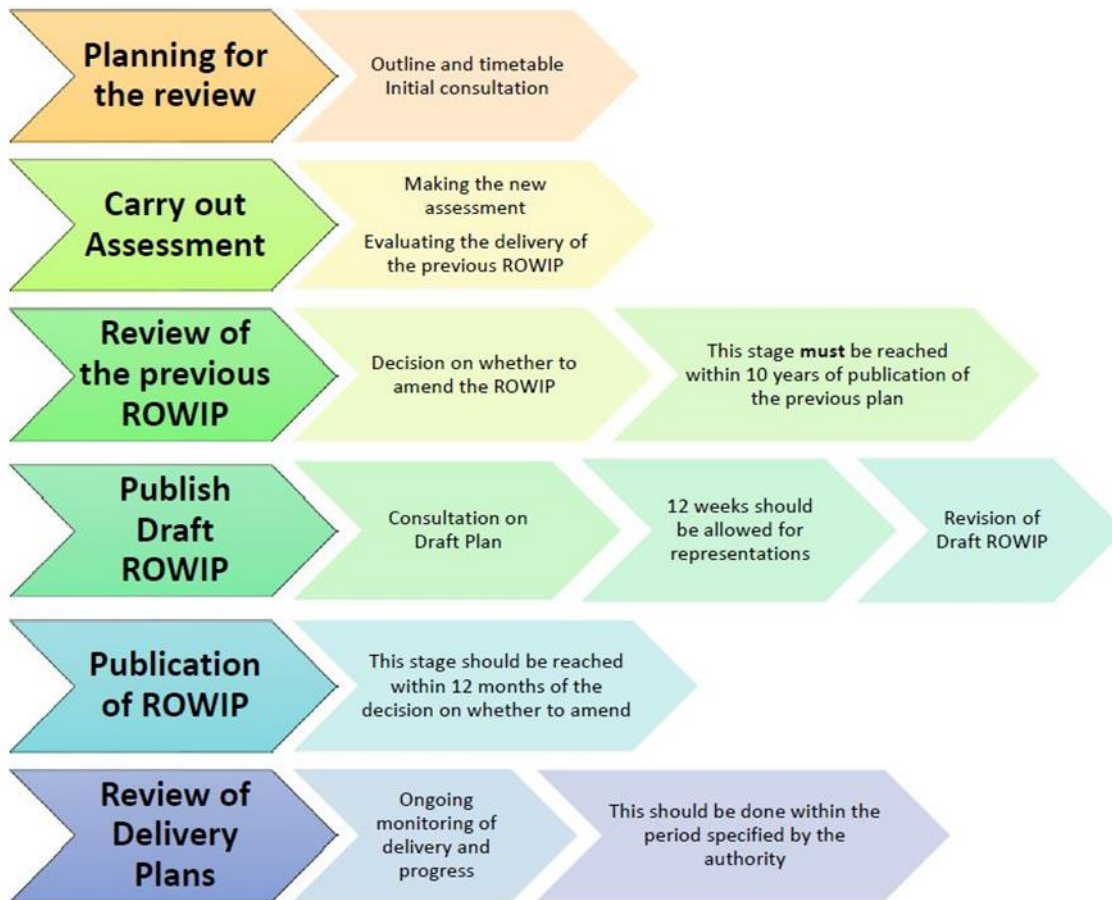 Planning for
the review
Outline and timetable
Initial consultation
Carry out
Assessment
Making the new
assessment
Evaluating the delivery of
the previous ROWIP
Review of
the previous
ROWIP
Decision on whether to
amend the ROWIP
This stage must be reached
within 10 years of publication of
the previous plan
Publish
Draft
ROWIP
Consultation on
Draft Plan
12 weeks should
be allowed for
representations
Revision of
Draft ROWIP
Publication
of ROWIP
This stage should be reached
within 12 months of the
decision on whether to amend
Review of
Delivery
Plans
Ongoing
monitoring of
delivery and
progress
This should be done within the
period specified by the
authority